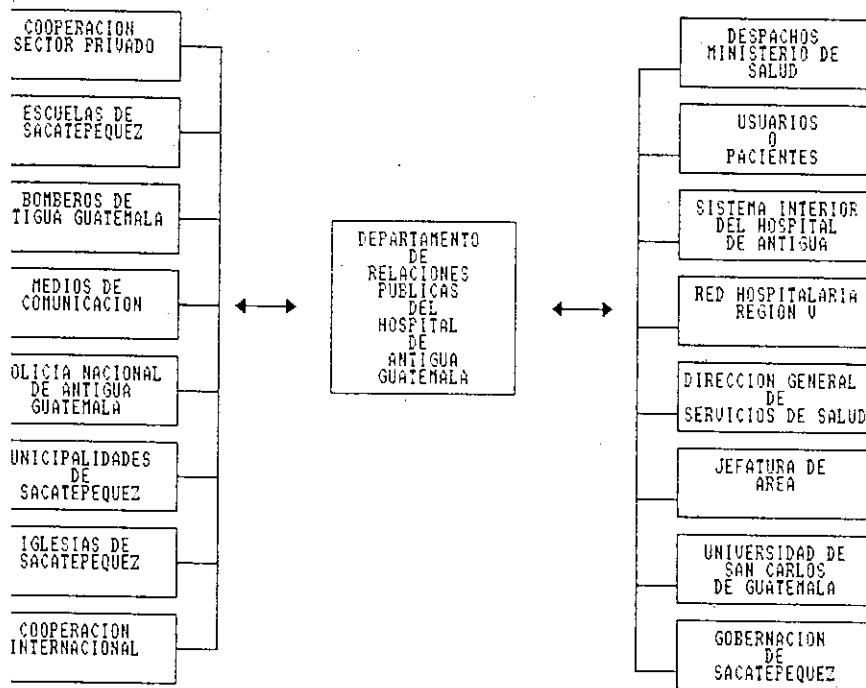 COOPERACION
SECTOR PRIVADO
ESCUELAS DE
SACATEPEQUEZ
BOMBEROS DE
TIGUA GUATEMALA
MEDIOS DE
COMUNICACION
OLICIA NACIONAL
DE ANTIGUA
GUATEMALA
UNICIPALIDADES
DE
SACATEPEQUEZ
IGLESIAS DE
SACATEPEQUEZ
COOPERACION
INTERNACIONAL
DEPARTAMENTO
DE
RELACIONES
PUBLICAS
DEL
HOSPITAL
DE
ANTIGUA
GUATEMALA
DESPACHOS
MINISTERIO DE
SALUD
USUARIOS
O
PACIENTES
SISTEMA INTERIOR
DEL HOSPITAL
DE ANTIGUA
RED HOSPITALARIA
REGION V
DIRECCION GENERAL
DE
SERVICIOS DE SALUD
JEFATURA DE
AREA
UNIVERSIDAD DE
SAN CARLOS
DE GUATEMALA
GOBERNACION
DE
SACATEPEQUEZ